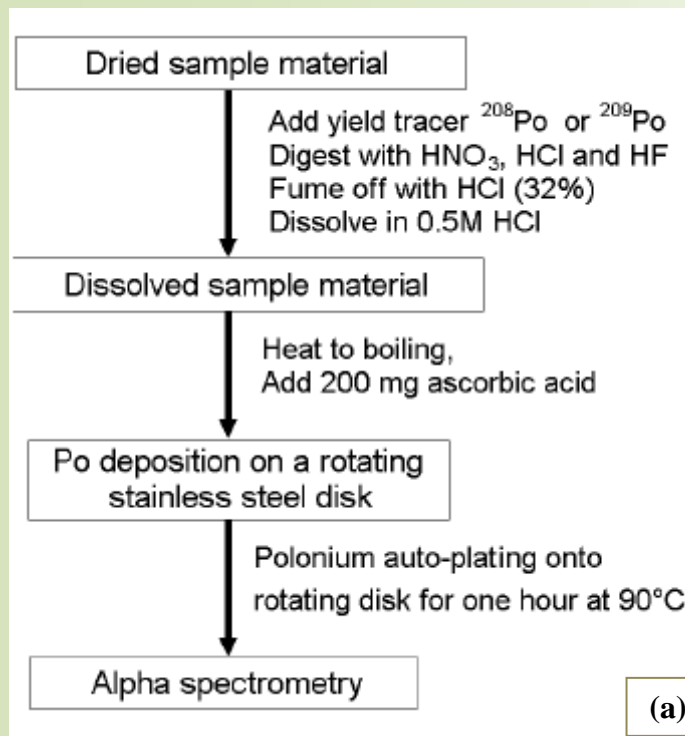 Dried sample material
Add yield tracer ²⁰⁸Po or ²⁰⁹Po
Digest with HNO₃, HCl and HF
Fume off with HCl (32%)
Dissolve in 0.5M HCl
Dissolved sample material
Heat to boiling,
Add 200 mg ascorbic acid
Po deposition on a rotating
stainless steel disk
Polonium auto-plating onto
rotating disk for one hour at 90°C
Alpha spectrometry
(a)